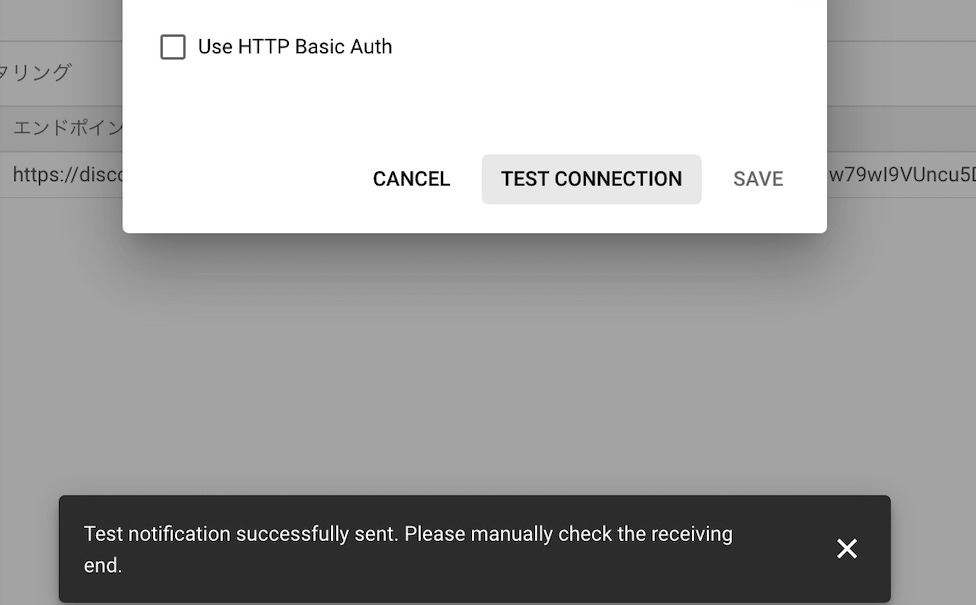 Use HTTP Basic Auth
タリング
エンドポイン
https://disco
CANCEL
TEST CONNECTION
SAVE
w79wI9VUncu5D
Test notification successfully sent. Please manually check the receiving
end.